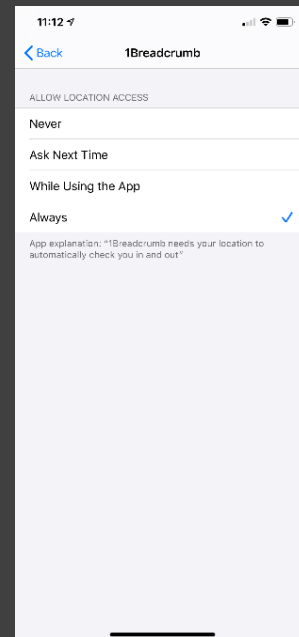 11:12
Back
1Breadcrumb
ALLOW LOCATION ACCESS
Never
Ask Next Time
While Using the App
Always
App explanation: “1Breadcrumb needs your location to
automatically check you in and out”